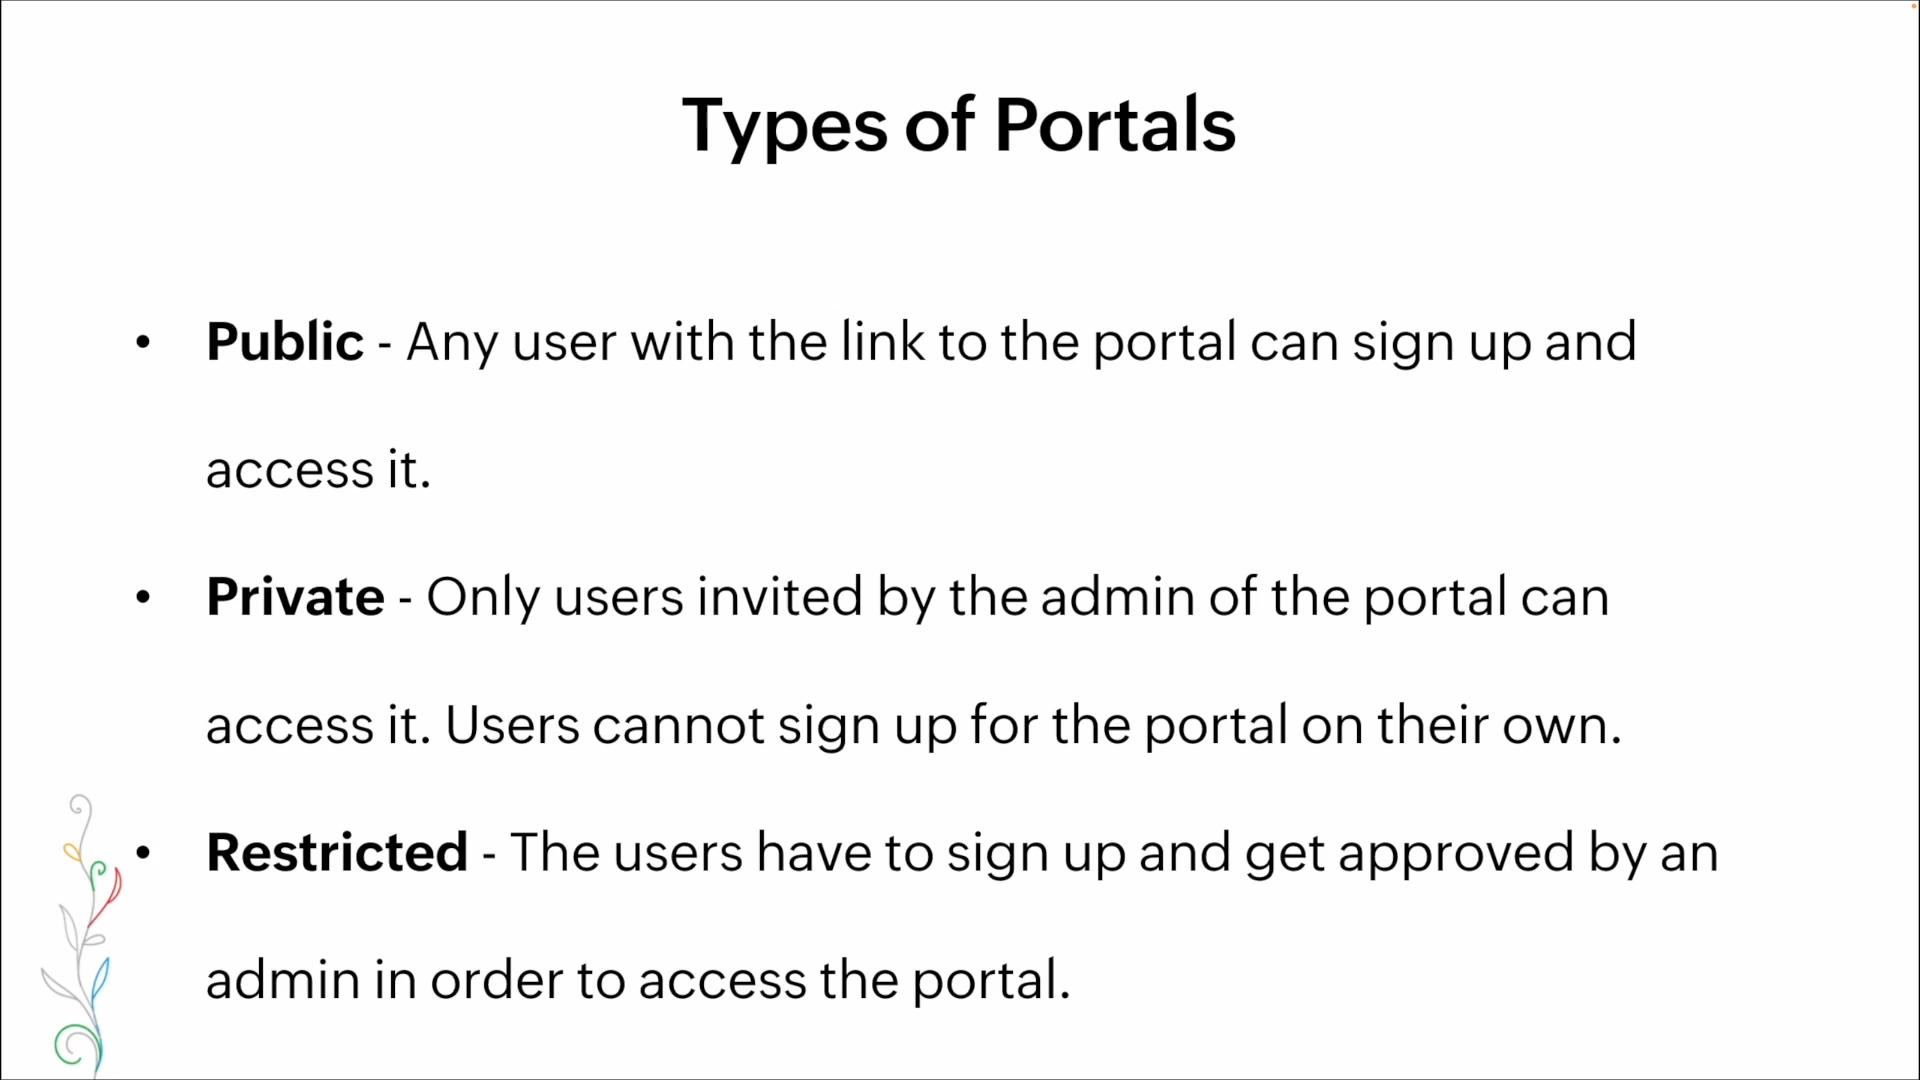 Types of Portals
• Public - Any user with the link to the portal can sign up and
access it.
• Private - Only users invited by the admin of the portal can
access it. Users cannot sign up for the portal on their own.
• Restricted - The users have to sign up and get approved by an
admin in order to access the portal.